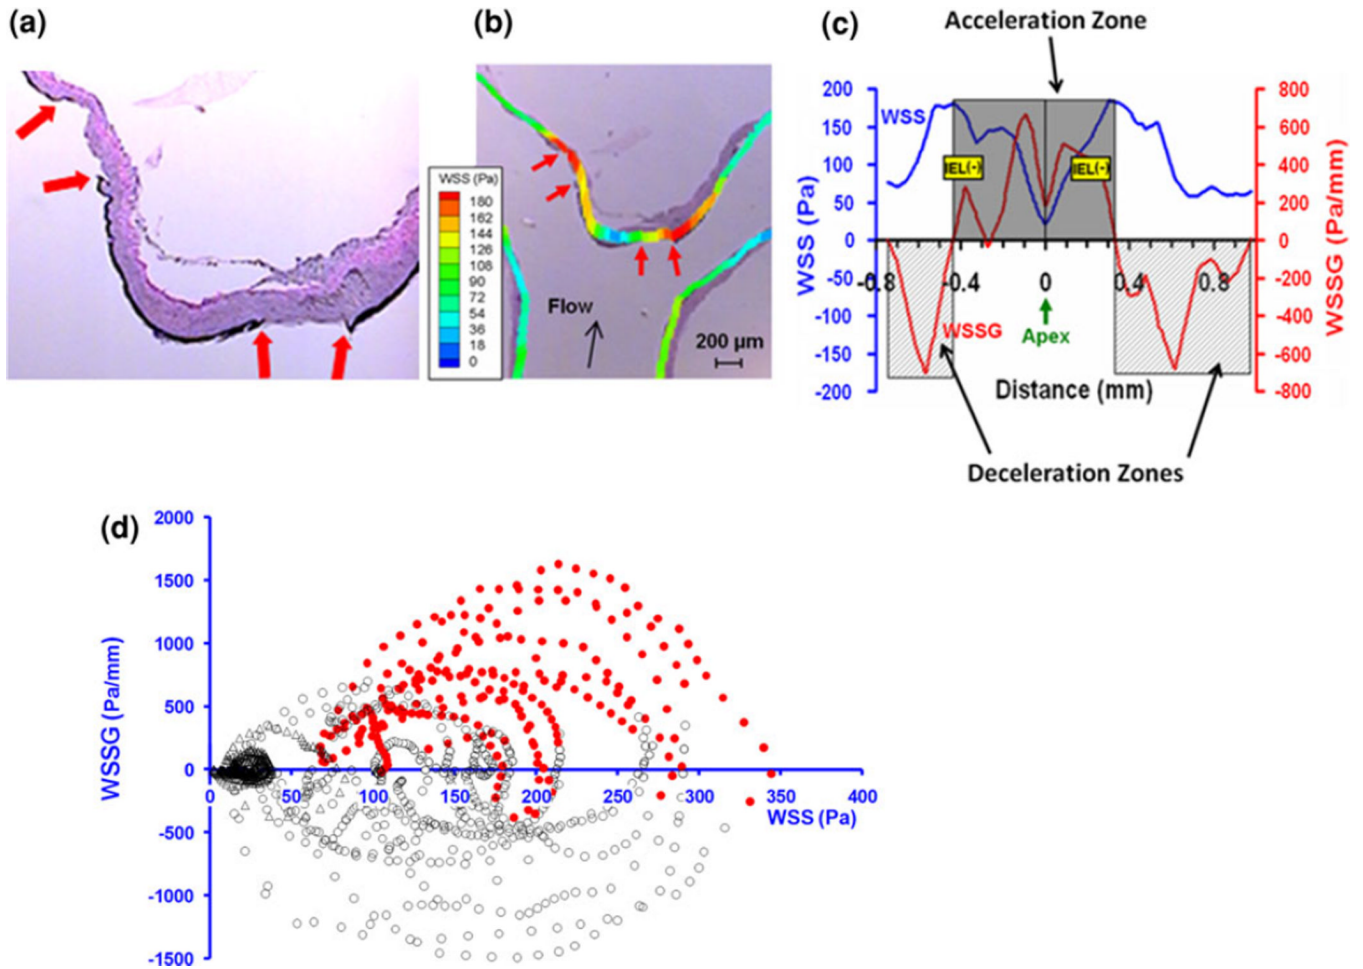 (a)
(b)
(c)
Acceleration Zone
WSS (Pa)
180
162
144
126
108
90
72
54
36
18
0
Flow
200 µm
200
150
100
50
0
-50
-100
-150
-200
WSS (Pa)
WSS
IEL(-)
IEL(-)
800
600
400
200
0
-200
-400
-600
-800
WSSG (Pa/mm)
-0.8
-0.4
0
0.4
0.8
WSSG
Apex
Distance (mm)
Deceleration Zones
(d)
2000
1500
1000
500
0
-500
-1000
-1500
WSSG (Pa/mm)
0 50 100 150 200 250 300 350 400
WSS (Pa)